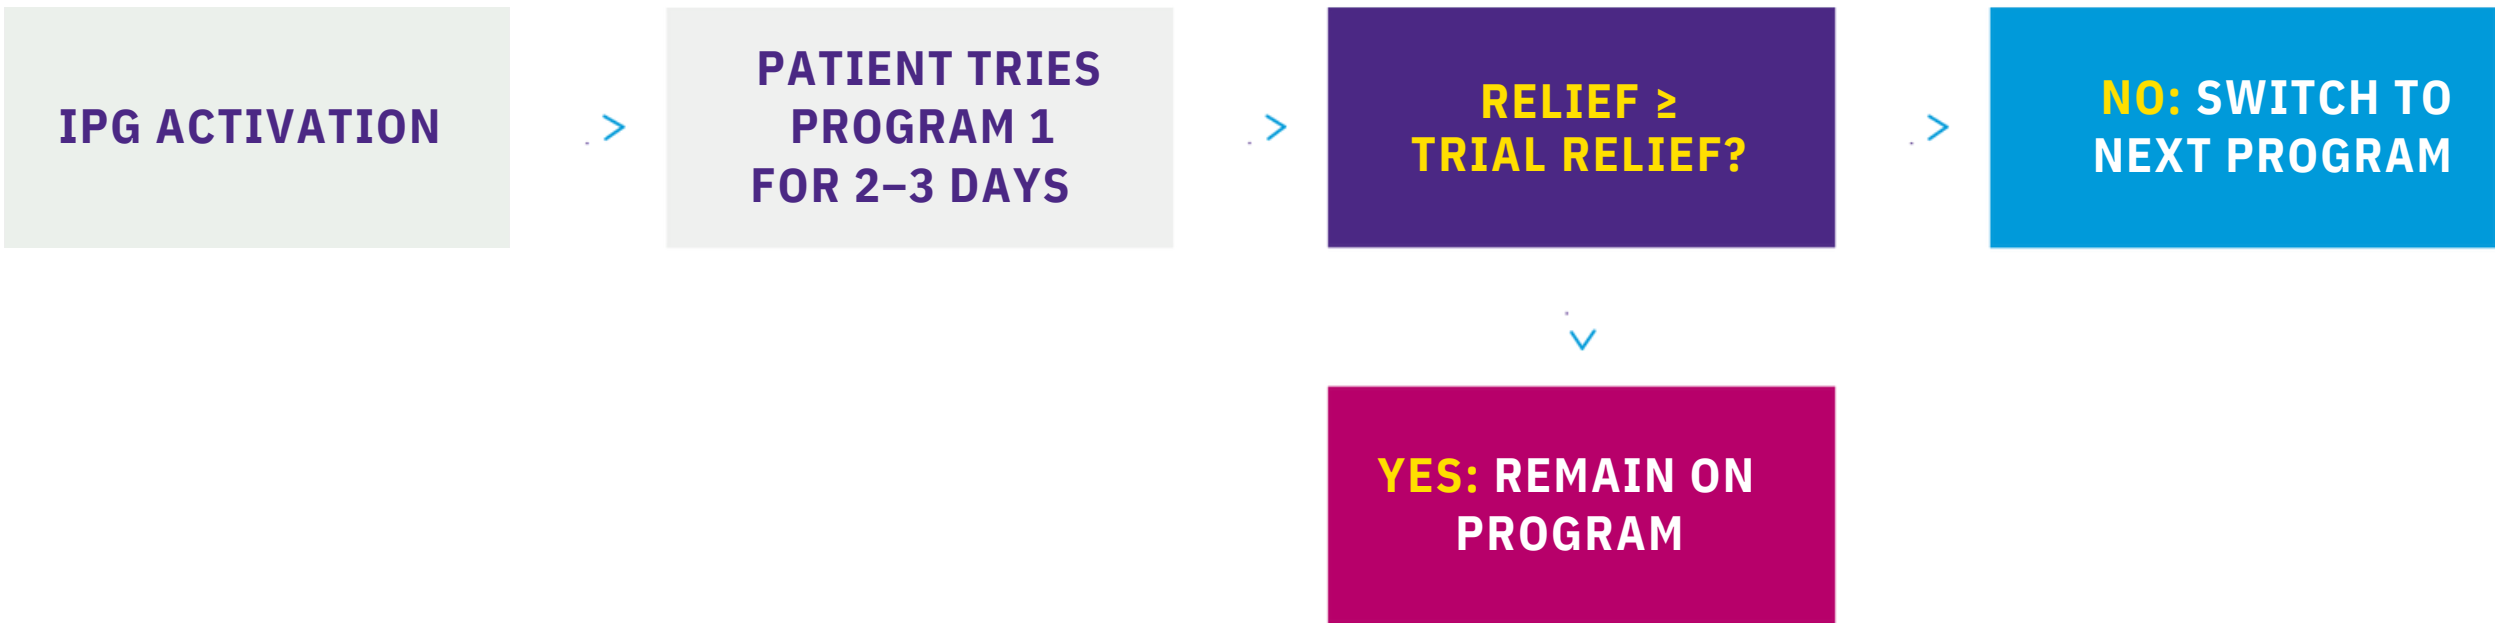 IPG ACTIVATION
PATIENT TRIES
PROGRAM 1
FOR 2–3 DAYS
RELIEF ≥
TRIAL RELIEF?
NO: SWITCH TO
NEXT PROGRAM
YES: REMAIN ON
PROGRAM